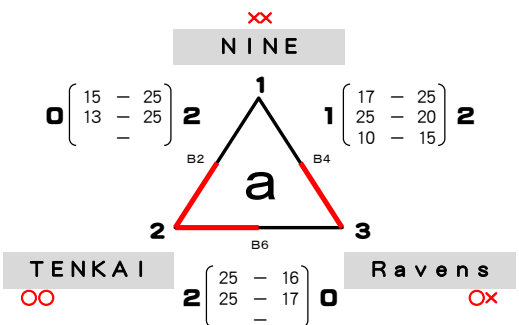 ××
NINE
1
0 15 - 25 2
13 - 25
-
1 17 - 25 2
25 - 20
10 - 15
B2
B4
a
2
3
B6
TENKAI
○○
Ravens
○×
2 25 - 16 0
25 - 17
-